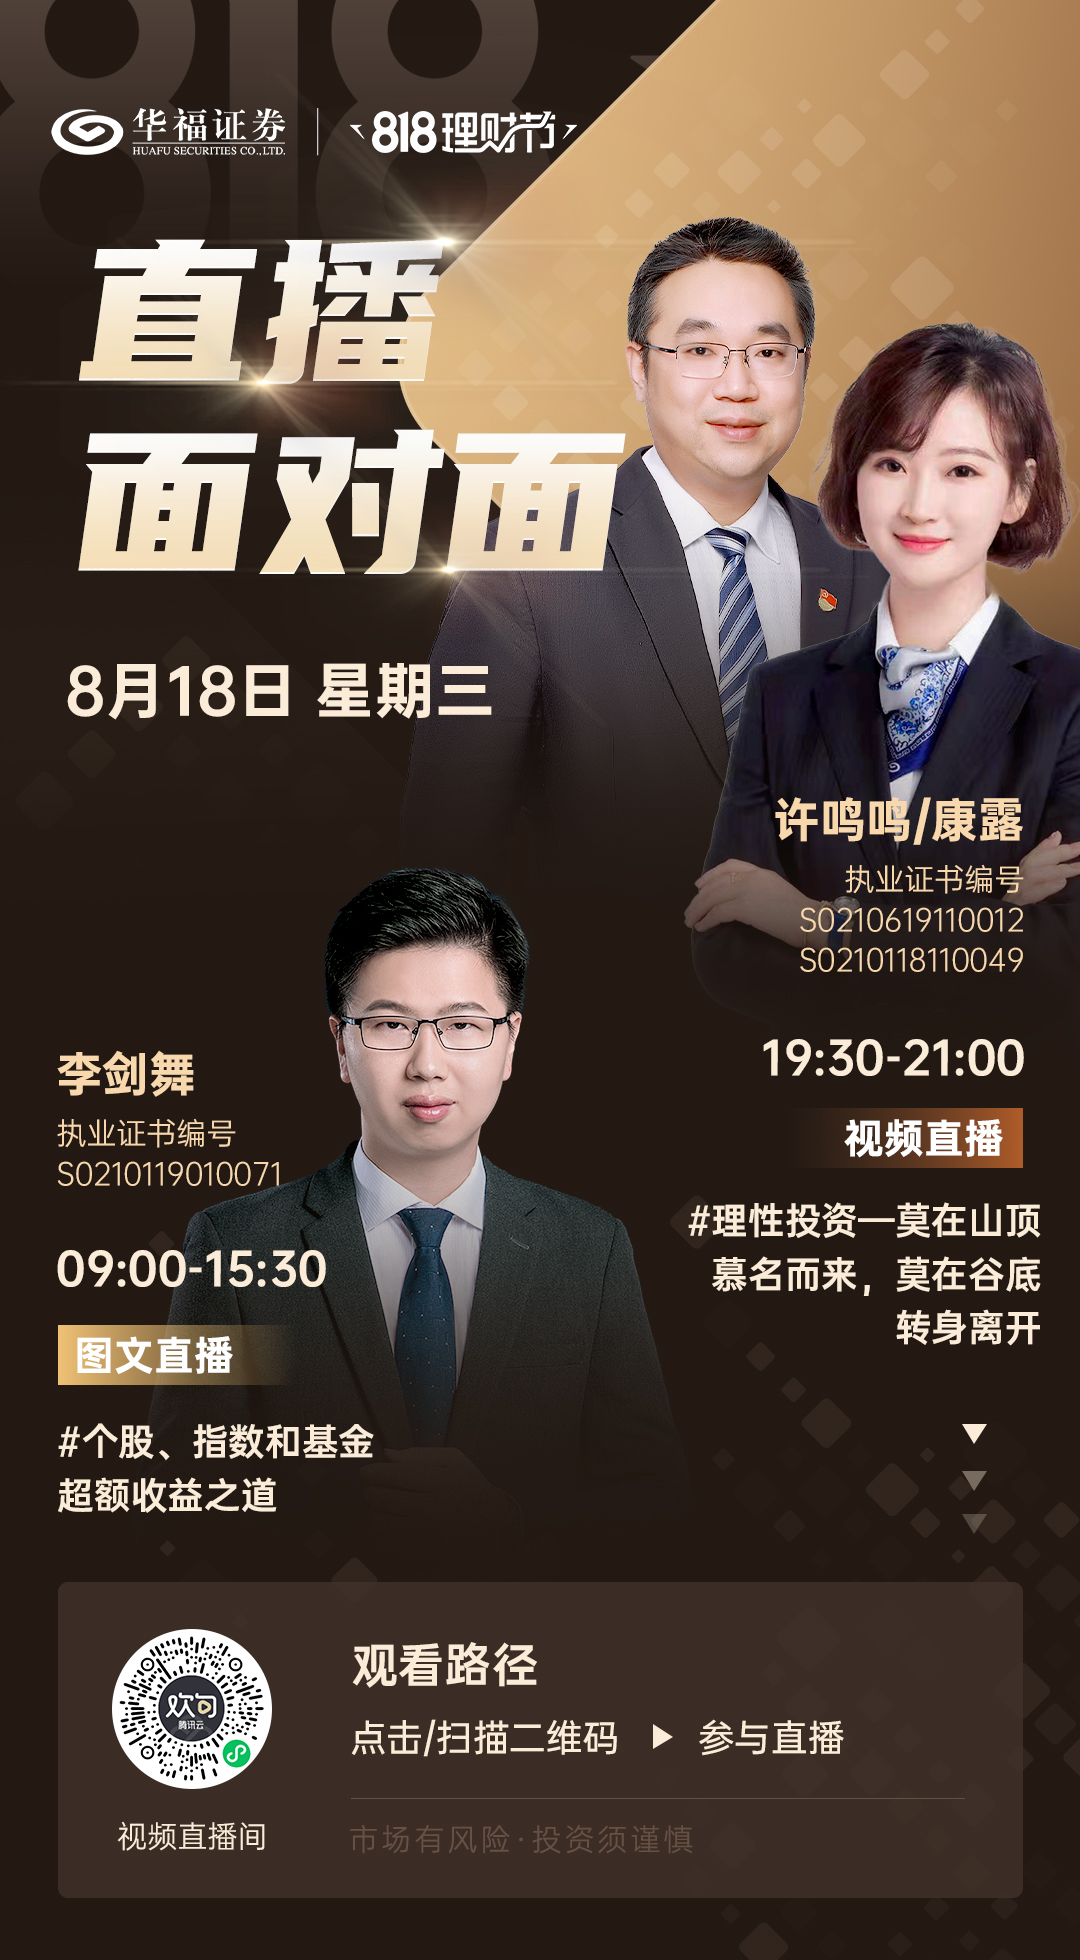 华福证券
HUAFU SECURITIES CO.,LTD.
818理财节
直播
面对面
8月18日 星期三
许鸣鸣/康露
执业证书编号
S0210619110012
S0210118110049
19:30-21:00
视频直播
#理性投资—莫在山顶
慕名而来，莫在谷底
转身离开
李剑舞
执业证书编号
S0210119010071
09:00-15:30
图文直播
#个股、指数和基金
超额收益之道
欢句
腾讯云
视频直播间
观看路径
点击/扫描二维码 ▶ 参与直播
市场有风险·投资须谨慎
818